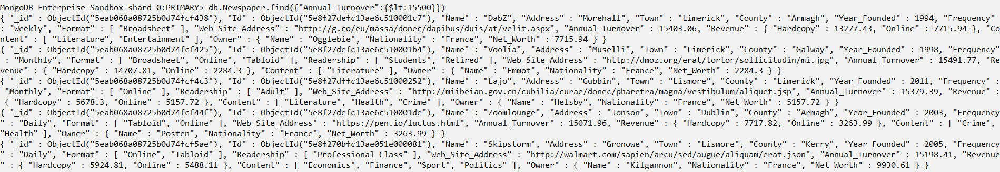 MongoDB Enterprise Sandbox-shard-0:PRIMARY> db.Newspaper.find({"Annual_Turnover":{$lt:15500}})
{ "_id" : ObjectId("5eab068a08725b0d74fcf438"), "Id" : ObjectId("5e8f27defc13ae6c510001c7"), "Name" : "DabZ", "Address" : "Morehall", "Town" : "Limerick", "County" : "Armagh", "Year_Founded" : 1994, "Frequency"
: "Weekly", "Format" : [ "Broadsheet" ], "Web_Site_Address" : "http://g.co/eu/massa/donec/dapibus/duis/at/velit.aspx", "Annual_Turnover" : 15403.06, "Revenue" : { "Hardcopy" : 13277.43, "Online" : 7715.94 }, "Co
ntent" : [ "Literature", "Entertainment" ], "Owner" : { "Name" : "Ogglebie", "Nationality" : "France", "Net_Worth" : 7715.94 } }
{ "_id" : ObjectId("5eab068a08725b0d74fcf425"), "Id" : ObjectId("5e8f27defc13ae6c510001b4"), "Name" : "Voolia", "Address" : "Muselli", "Town" : "Limerick", "County" : "Galway", "Year_Founded" : 1998, "Frequency"
 : "Monthly", "Format" : [ "Broadsheet", "Online", "Tabloid" ], "Readership" : [ "Students", "Retired" ], "Web_Site_Address" : "http://dmoz.org/erat/tortor/sollicitudin/mi.jpg", "Annual_Turnover" : 15491.77, "Re
venue" : { "Hardcopy" : 14707.81, "Online" : 2284.3 }, "Content" : [ "Literature" ], "Owner" : { "Name" : "Emmot", "Nationality" : "France", "Net_Worth" : 2284.3 } }
{ "_id" : ObjectId("5eab068a08725b0d74fcf4c3"), "Id" : ObjectId("5e8f27dffc13ae6c51000252"), "Name" : "Lajo", "Address" : "Gubbin", "Town" : "Lismore", "County" : "Limerick", "Year_Founded" : 2011, "Frequency" :
 "Monthly", "Format" : [ "Online" ], "Readership" : [ "Adult" ], "Web_Site_Address" : "http://miibeian.gov.cn/cubilia/curae/donec/pharetra/magna/vestibulum/aliquet.jsp", "Annual_Turnover" : 15379.39, "Revenue" :
 { "Hardcopy" : 5678.3, "Online" : 5157.72 }, "Content" : [ "Literature", "Health", "Crime" ], "Owner" : { "Name" : "Helsby", "Nationality" : "France", "Net_Worth" : 5157.72 } }
{ "_id" : ObjectId("5eab068a08725b0d74fcf44f"), "Id" : ObjectId("5e8f27defc13ae6c510001de"), "Name" : "Zoomlounge", "Address" : "Jonson", "Town" : "Dublin", "County" : "Armagh", "Year_Founded" : 2003, "Frequency
" : "Daily", "Format" : [ "Tabloid", "Online" ], "Web_Site_Address" : "https://pen.io/luctus.html", "Annual_Turnover" : 15071.96, "Revenue" : { "Hardcopy" : 7717.82, "Online" : 3263.99 }, "Content" : [ "Crime",
"Health" ], "Owner" : { "Name" : "Posten", "Nationality" : "France", "Net_Worth" : 3263.99 } }
{ "_id" : ObjectId("5eab068a08725b0d74fcf5ae"), "Id" : ObjectId("5e8f270bfc13ae051e000081"), "Name" : "Skipstorm", "Address" : "Gronowe", "Town" : "Lismore", "County" : "Kerry", "Year_Founded" : 2005, "Frequency
" : "Daily", "Format" : [ "Online", "Tabloid" ], "Readership" : [ "Professional Class" ], "Web_Site_Address" : "http://walmart.com/sapien/arcu/sed/augue/aliquam/erat.json", "Annual_Turnover" : 15198.41, "Revenue
" : { "Hardcopy" : 5924.81, "Online" : 5488.11 }, "Content" : [ "Economics", "Finance", "Sport", "Politics" ], "Owner" : { "Name" : "Kilgannon", "Nationality" : "France", "Net_Worth" : 9930.61 } }